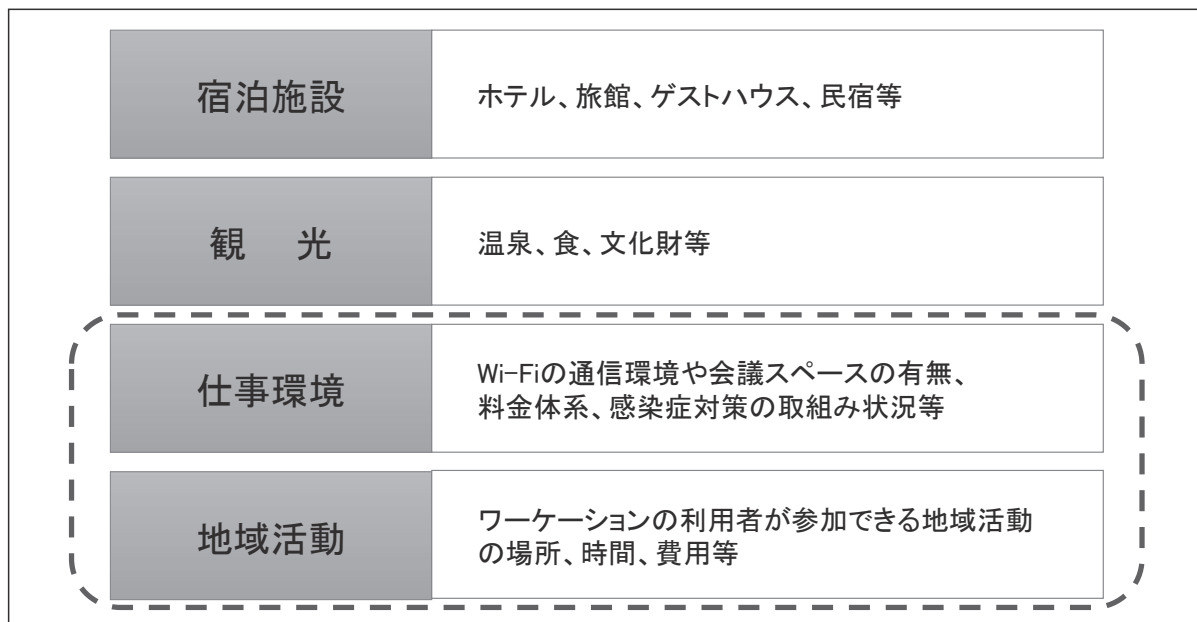 宿泊施設
ホテル、旅館、ゲストハウス、民宿等
観　光
温泉、食、文化財等
仕事環境
Wi-Fiの通信環境や会議スペースの有無、
料金体系、感染症対策の取組み状況等
地域活動
ワーケーションの利用者が参加できる地域活動
の場所、時間、費用等